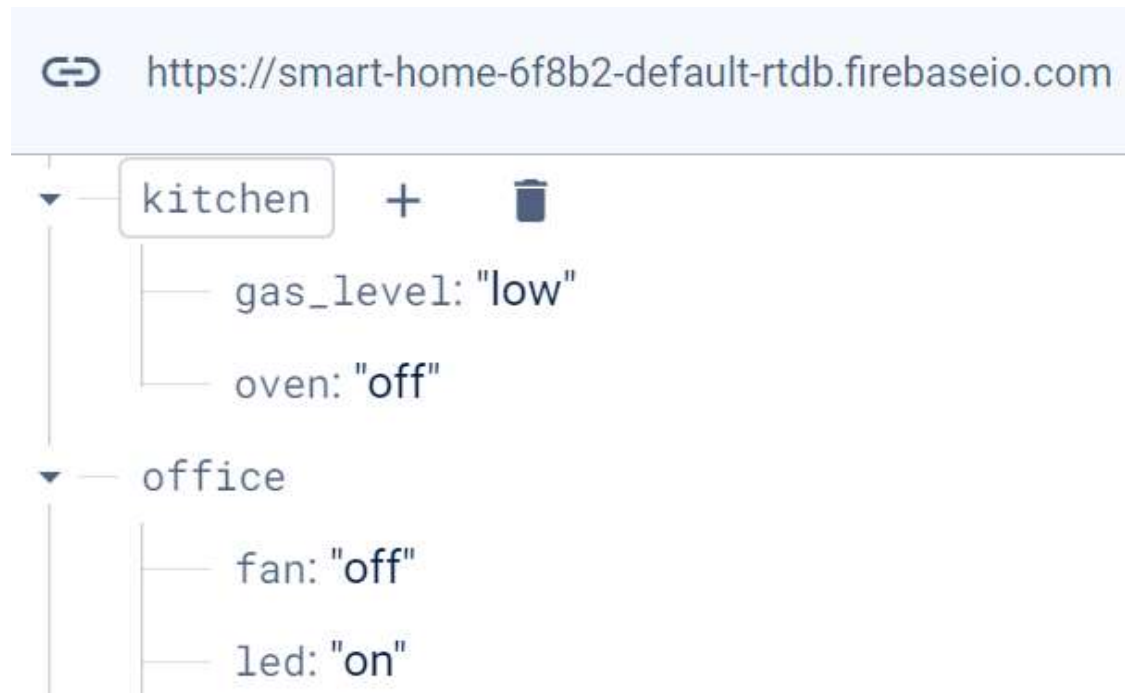 https://smart-home-6f8b2-default-rtdb.firebaseio.com
kitchen
gas_level: "low"
oven: "off"
office
fan: "off"
led: "on"